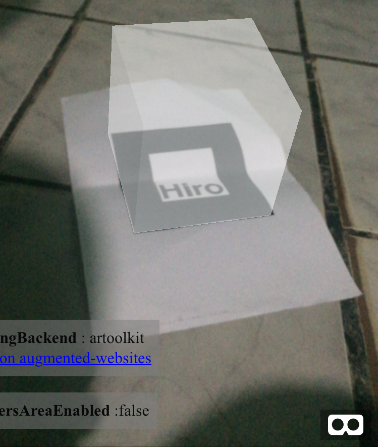 Hiro
ngBackend : artoolkit
on augmented-websites
ersAreaEnabled :false